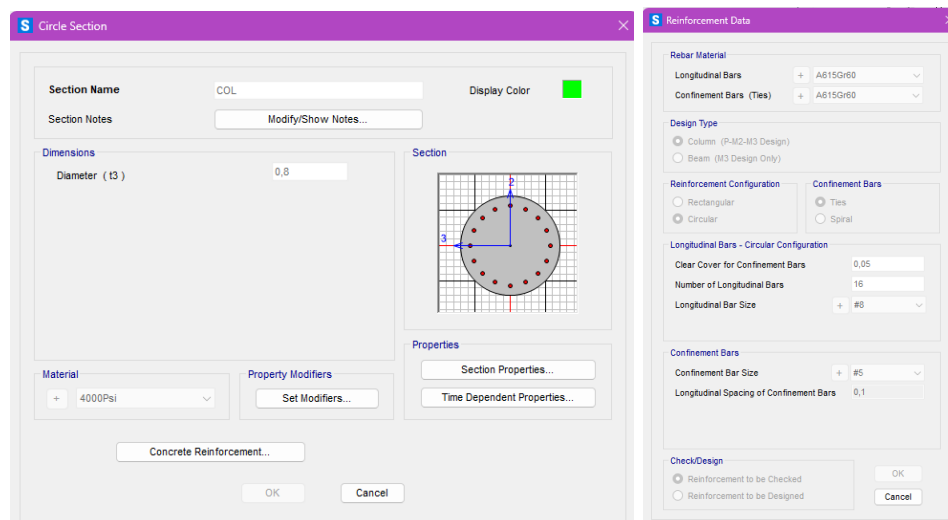 S Circle Section
Section Name COL Display Color
Section Notes Modify/Show Notes...
Dimensions
Diameter ( t3 ) 0,8
Section
2
3
Properties
Section Properties...
Time Dependent Properties...
Material
+ 4000Psi
Property Modifiers
Set Modifiers...
Concrete Reinforcement...
OK Cancel
S Reinforcement Data
Rebar Material
Longitudinal Bars + A615Gr60
Confinement Bars (Ties) + A615Gr60
Design Type
Column (P-M2-M3 Design)
Beam (M3 Design Only)
Reinforcement Configuration
Rectangular
Circular
Confinement Bars
Ties
Spiral
Longitudinal Bars - Circular Configuration
Clear Cover for Confinement Bars 0,05
Number of Longitudinal Bars 16
Longitudinal Bar Size + #8
Confinement Bars
Confinement Bar Size + #5
Longitudinal Spacing of Confinement Bars 0,1
Check/Design
Reinforcement to be Checked
Reinforcement to be Designed
OK
Cancel